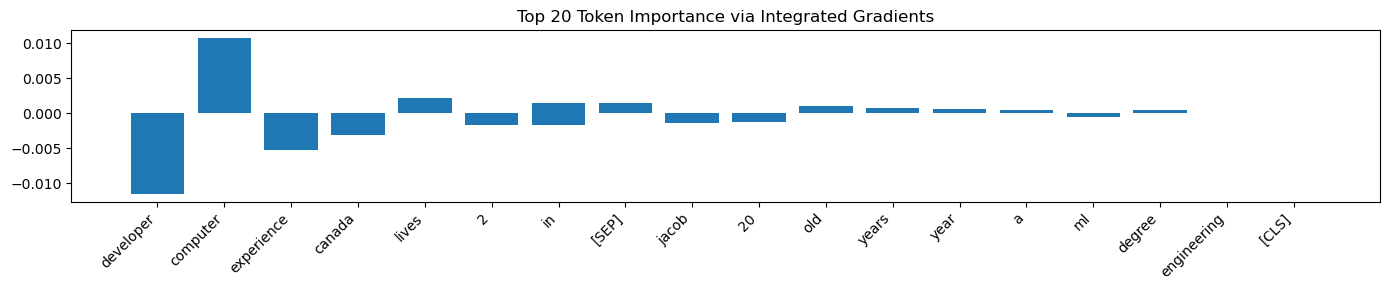 Top 20 Token Importance via Integrated Gradients
0.010
0.005
0.000
−0.005
−0.010
developer
computer
experience
canada
lives
2
in
[SEP]
jacob
20
old
years
year
a
ml
degree
engineering
[CLS]